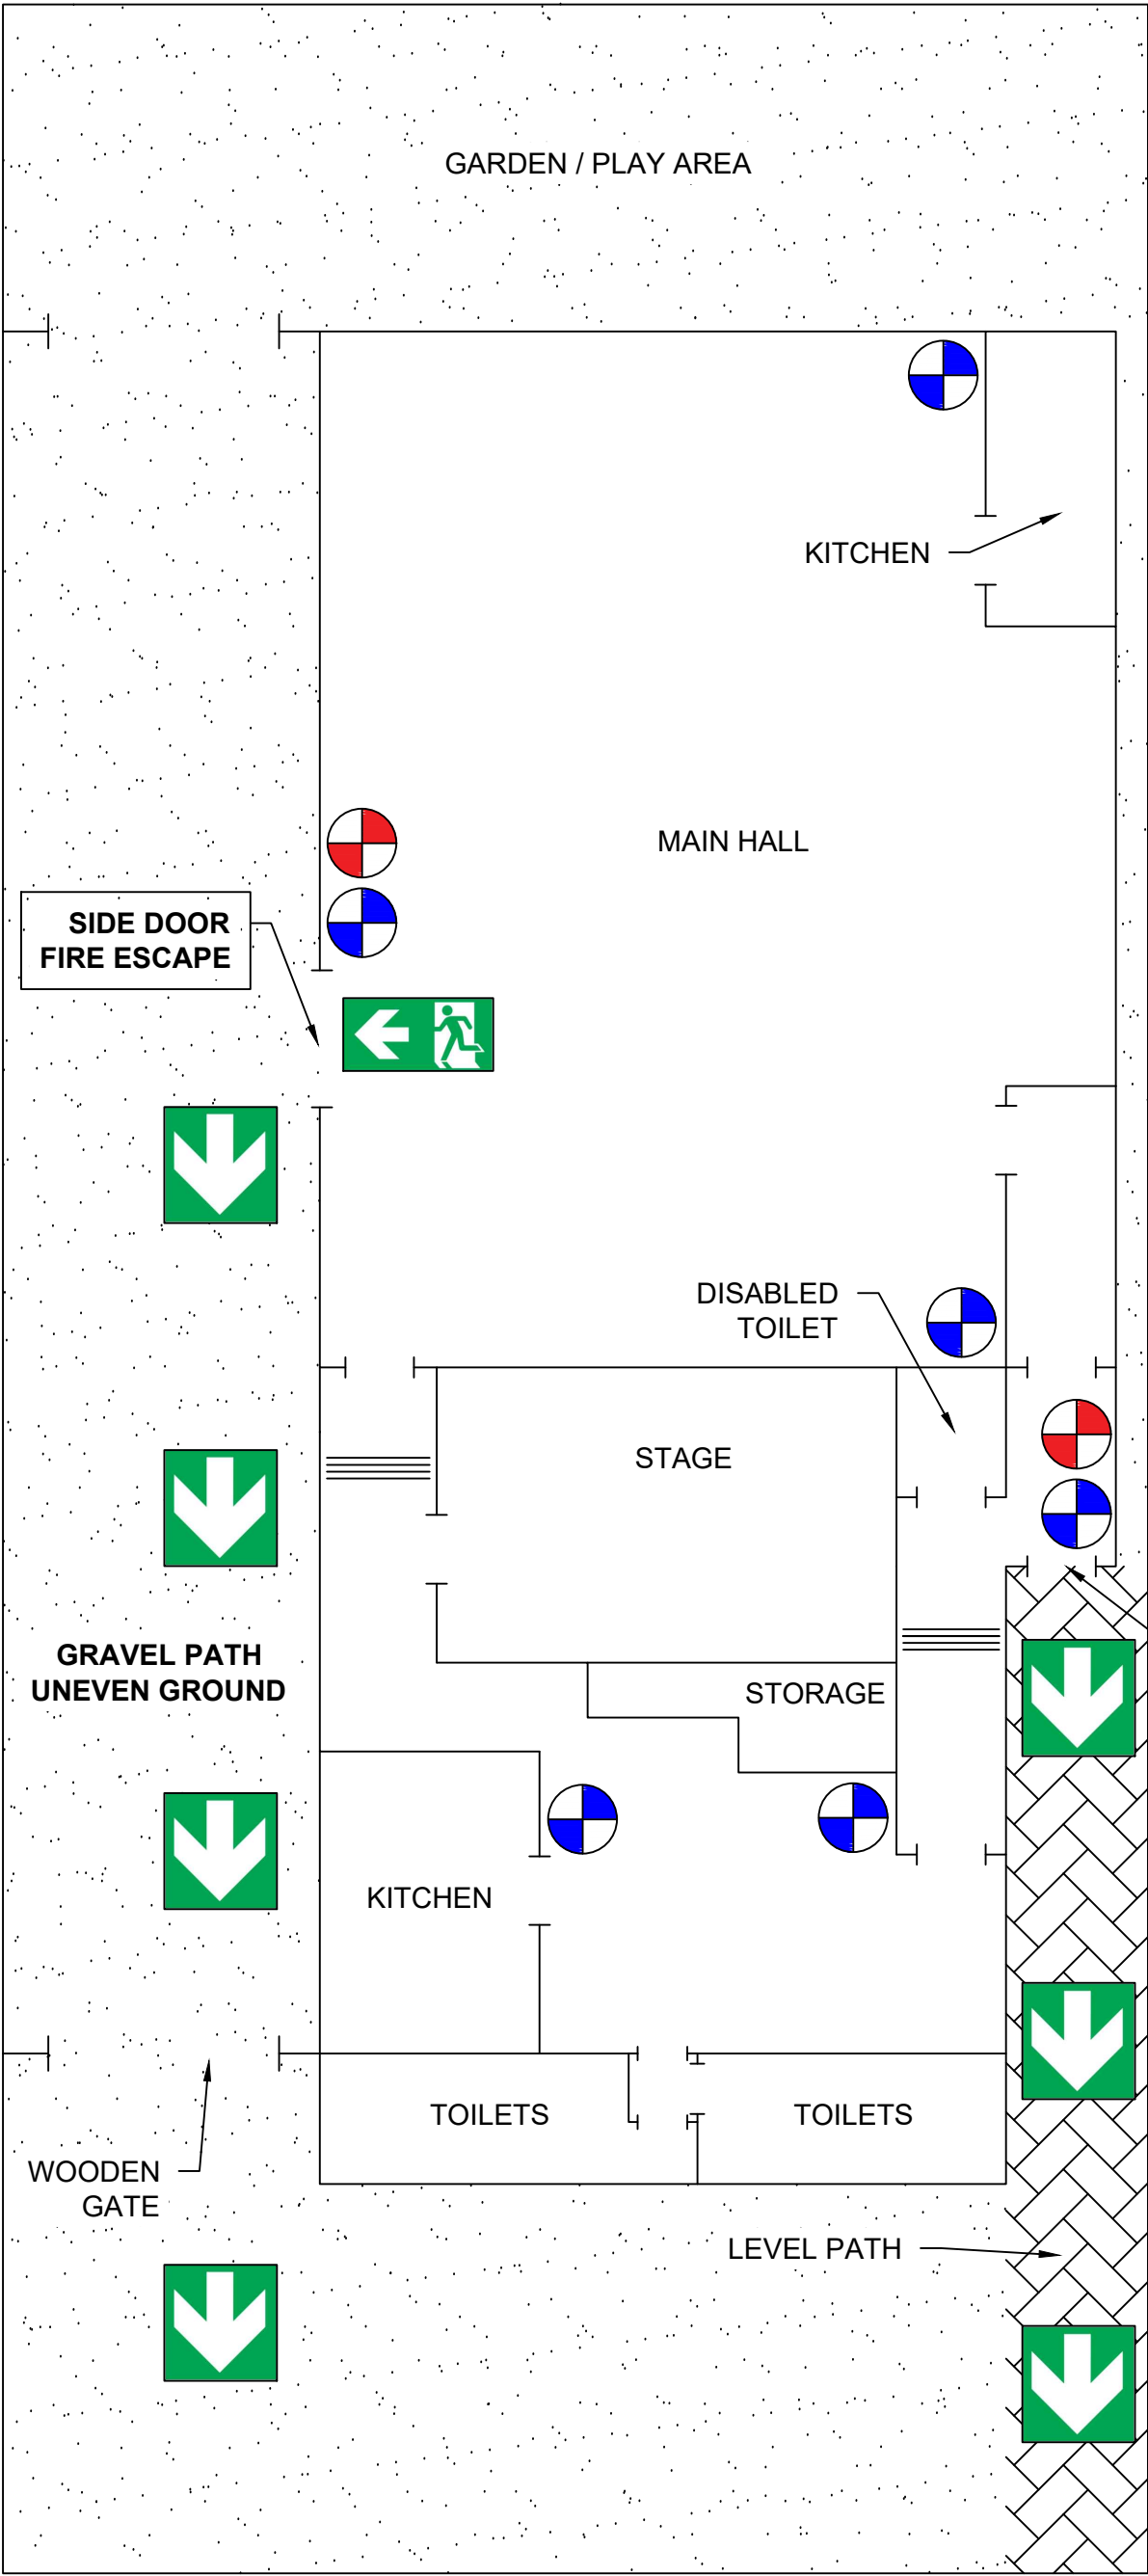 GARDEN / PLAY AREA
KITCHEN
MAIN HALL
SIDE DOOR
FIRE ESCAPE
DISABLED
TOILET
STAGE
GRAVEL PATH
UNEVEN GROUND
STORAGE
KITCHEN
TOILETS
TOILETS
WOODEN
GATE
LEVEL PATH